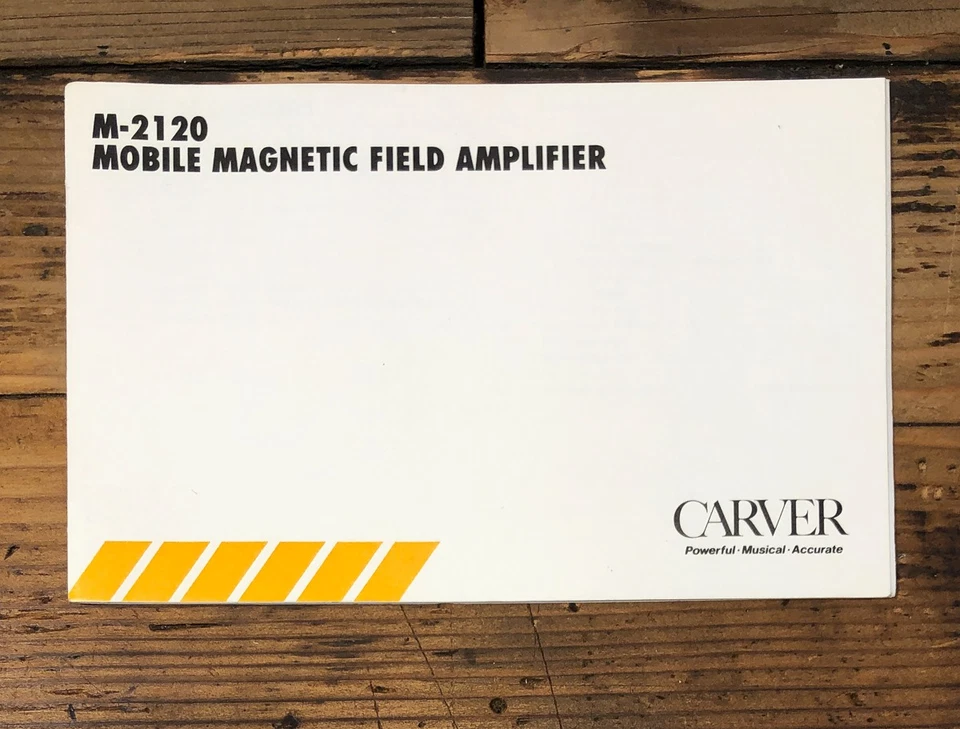 M-2120
MOBILE MAGNETIC FIELD AMPLIFIER
CARVER
Powerful·Musical·Accurate